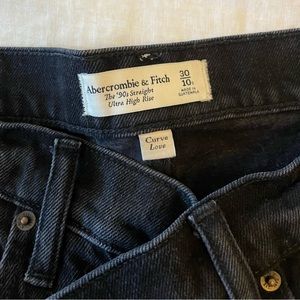 Abercrombie & Fitch
The '90s Straight
Ultra High Rise
30
10
MADE IN
GUATEMALA
Curve
Love